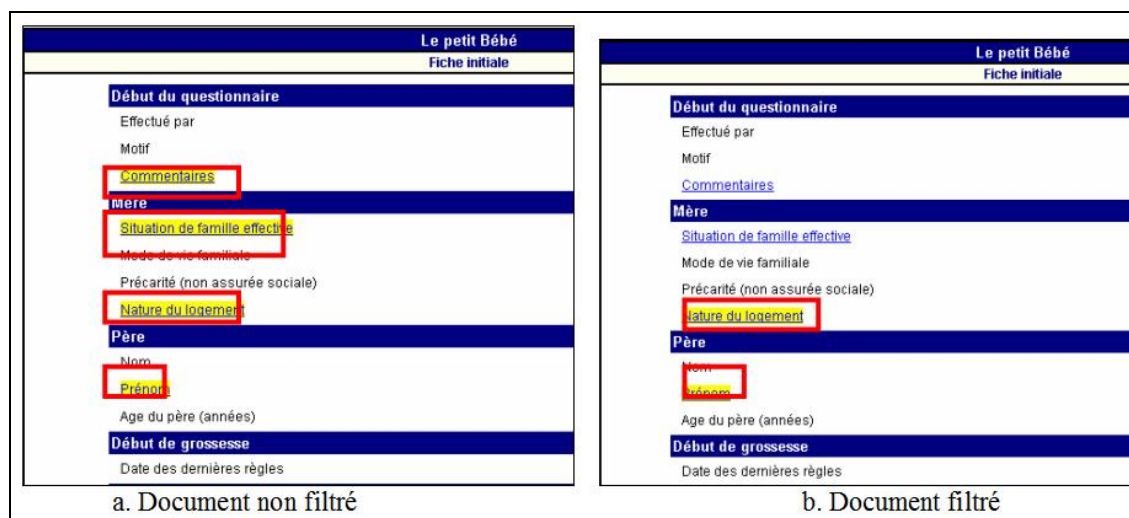 Le petit Bébé
Fiche initiale
Début du questionnaire
Effectué par
Motif
Commentaires
Mère
Situation de famille effective
Mode de vie familiale
Précarité (non assurée sociale)
Nature du logement
Père
Nom
Prénom
Age du père (années)
Début de grossesse
Date des dernières règles
a. Document non filtré
Le petit Bébé
Fiche initiale
Début du questionnaire
Effectué par
Motif
Commentaires
Mère
Situation de famille effective
Mode de vie familiale
Précarité (non assurée sociale)
Nature du logement
Père
Nom
Prénom
Age du père (années)
Début de grossesse
Date des dernières règles
b. Document filtré